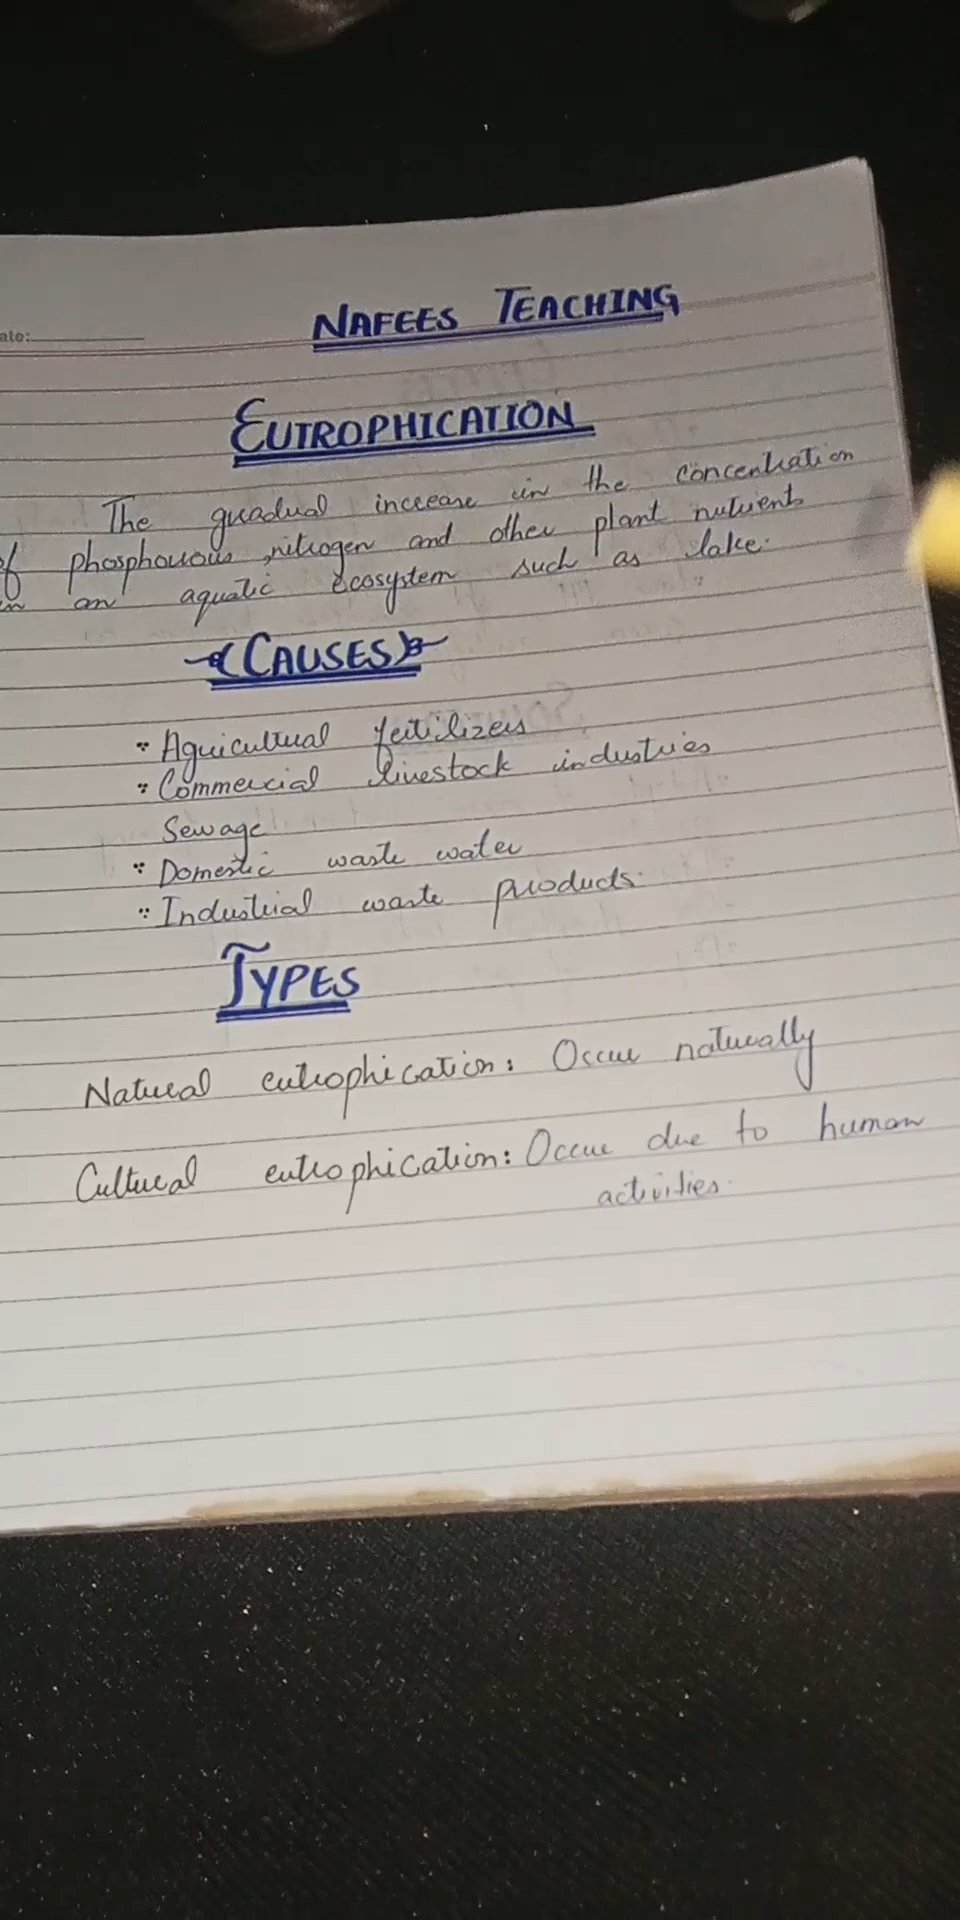 NAFEES TEACHING
ate:
EUTROPHICATION
The gradual increase in the concentration
of phosphorous, nitrogen and other plant nutrients
in an aquatic ecosystem such as lake.
CAUSES
Agricultural fertilizers
Commercial livestock industries
Sewage
Domestic waste water
Industrial waste products.
TYPES
Natural eutrophication: Occur naturally
Cultural eutrophication: Occur due to human
activities.